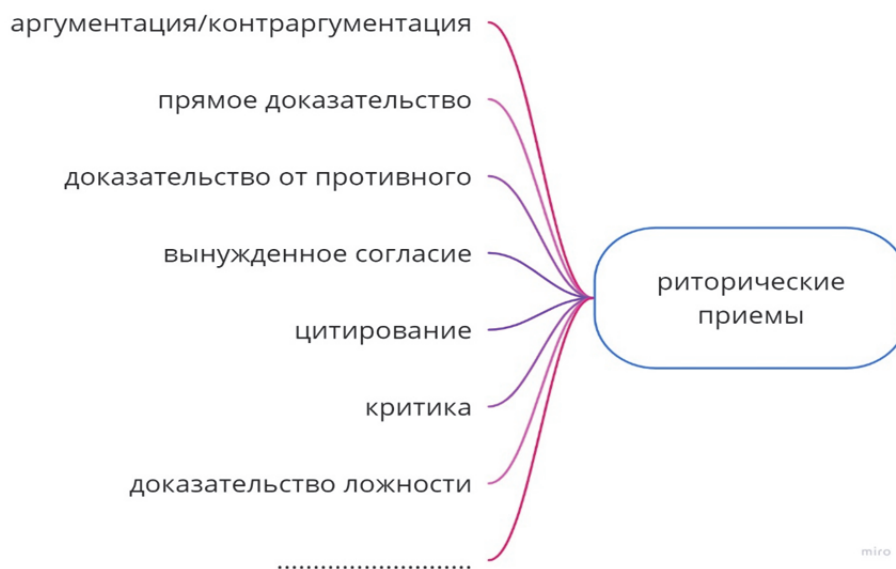 аргументация/контраргументация
прямое доказательство
доказательство от противного
вынужденное согласие
цитирование
критика
доказательство ложности
...........................
риторические
приемы
miro